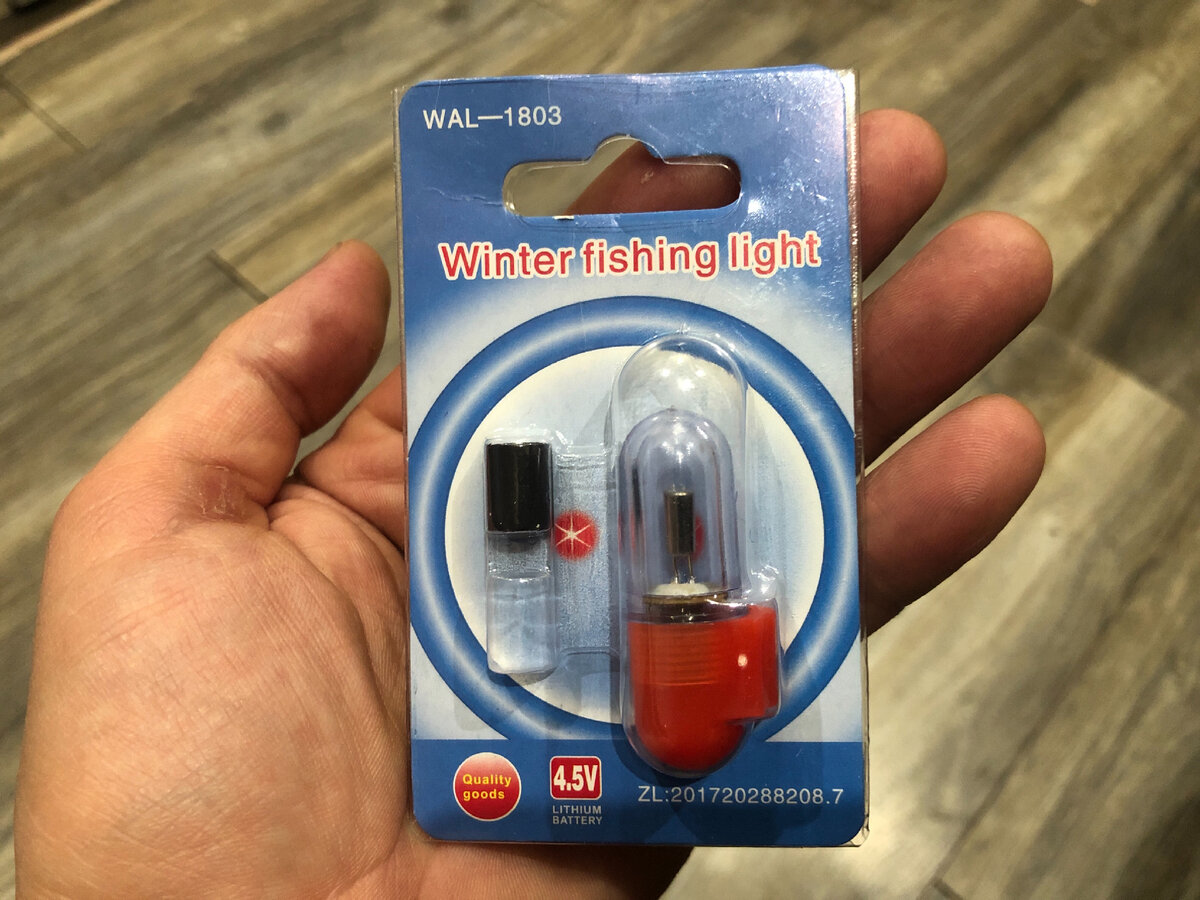 WAL—1803
Winter fishing light
Quality
goods
4.5V
LITHIUM
BATTERY
ZL:201720288208.7